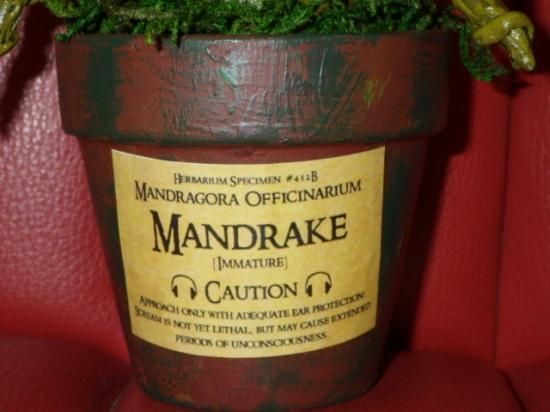 Herbarium Specimen #432B
Mandragora Officinarium
Mandrake
[Immature]
Caution
Approach only with adequate ear protection!
Scream is not yet lethal, but may cause extended
periods of unconsciousness.